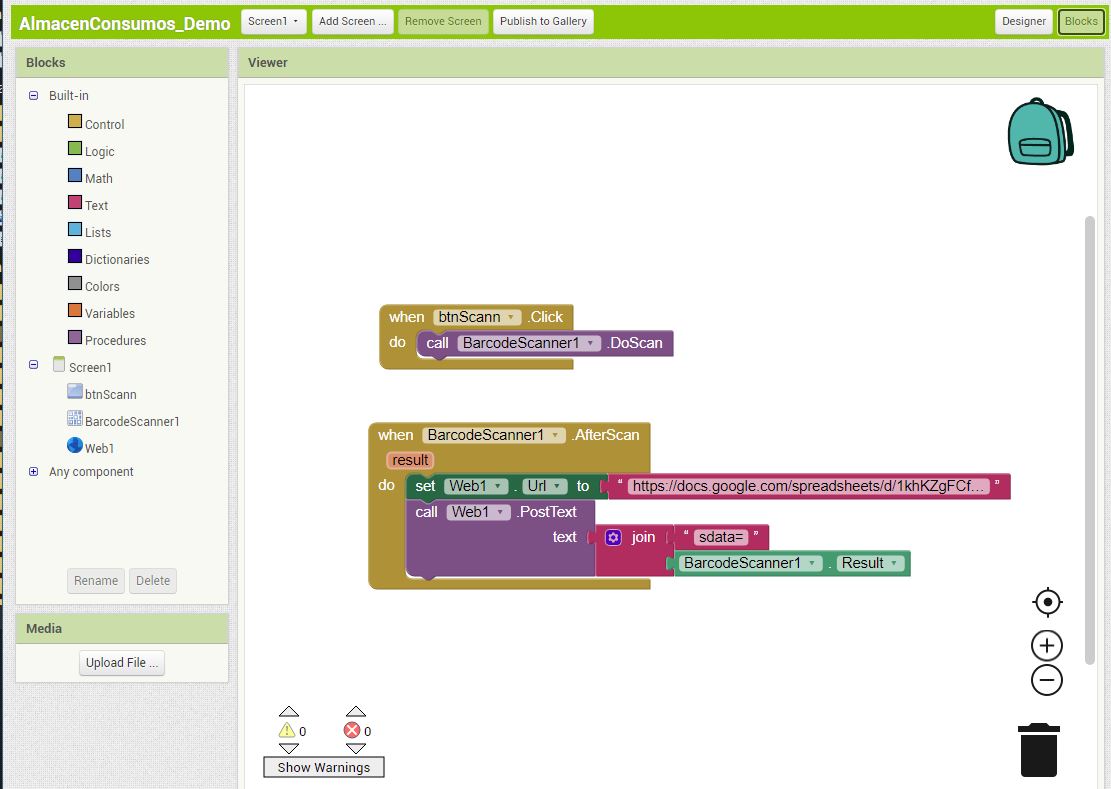 AlmacenConsumos_Demo Screen1 Add Screen ... Remove Screen Publish to Gallery Designer Blocks
Blocks
Viewer
Built-in
Control
Logic
Math
Text
Lists
Dictionaries
Colors
Variables
Procedures
Screen1
btnScann
BarcodeScanner1
Web1
Any component
Rename Delete
Media
Upload File ...
when btnScann .Click
do call BarcodeScanner1 .DoScan
when BarcodeScanner1 .AfterScan
result
do set Web1 . Url to “ https://docs.google.com/spreadsheets/d/1khKZgFCf... ”
call Web1 .PostText
text join “ sdata= ”
BarcodeScanner1 . Result
0 0
Show Warnings